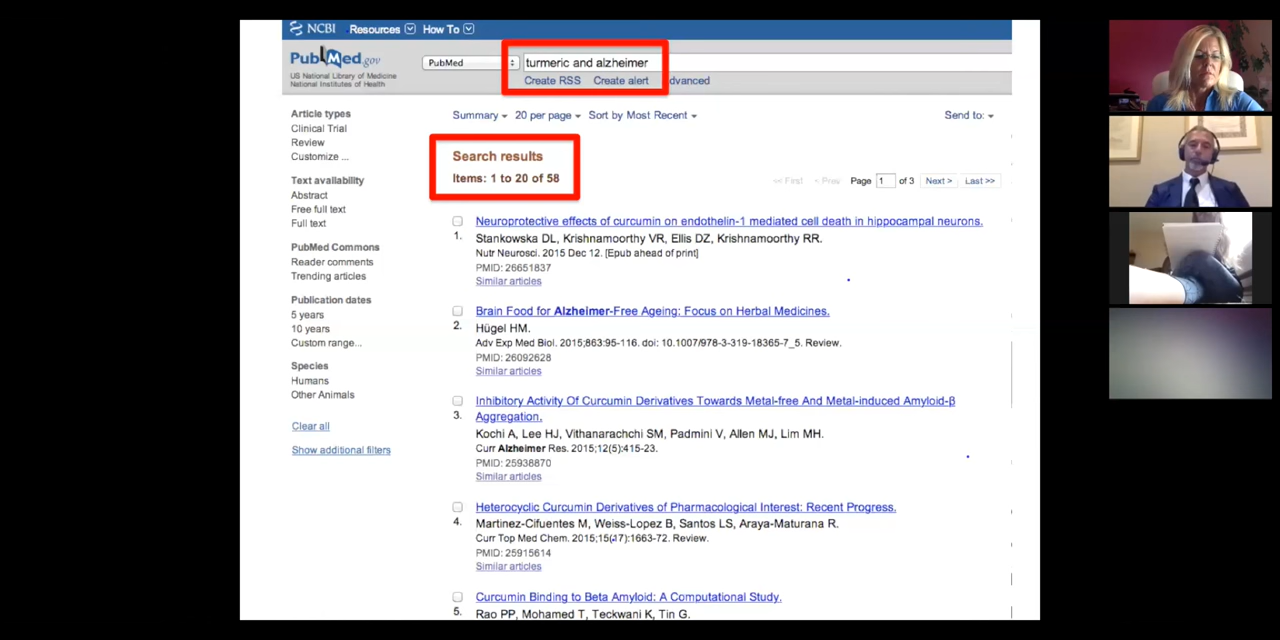 NCBI Resources How To
PubMed.gov
US National Library of Medicine
National Institutes of Health
PubMed
turmeric and alzheimer
Create RSS Create alert Advanced
Article types
Clinical Trial
Review
Customize ...
Text availability
Abstract
Free full text
Full text
PubMed Commons
Reader comments
Trending articles
Publication dates
5 years
10 years
Custom range...
Species
Humans
Other Animals
Clear all
Show additional filters
Summary 20 per page Sort by Most Recent Send to:
Search results
Items: 1 to 20 of 58
<< First < Prev Page 1 of 3 Next > Last >>
Neuroprotective effects of curcumin on endothelin-1 mediated cell death in hippocampal neurons.
1. Stankowska DL, Krishnamoorthy VR, Ellis DZ, Krishnamoorthy RR.
Nutr Neurosci. 2015 Dec 12. [Epub ahead of print]
PMID: 26651837
Similar articles
Brain Food for Alzheimer-Free Ageing: Focus on Herbal Medicines.
2. Hügel HM.
Adv Exp Med Biol. 2015;863:95-116. doi: 10.1007/978-3-319-18365-7_5. Review.
PMID: 26092628
Similar articles
Inhibitory Activity Of Curcumin Derivatives Towards Metal-free And Metal-induced Amyloid-β
3. Aggregation.
Kochi A, Lee HJ, Vithanarachchi SM, Padmini V, Allen MJ, Lim MH.
Curr Alzheimer Res. 2015;12(5):415-23.
PMID: 25938870
Similar articles
Heterocyclic Curcumin Derivatives of Pharmacological Interest: Recent Progress.
4. Martinez-Cifuentes M, Weiss-Lopez B, Santos LS, Araya-Maturana R.
Curr Top Med Chem. 2015;15(17):1663-72. Review.
PMID: 25915614
Similar articles
Curcumin Binding to Beta Amyloid: A Computational Study.
5. Rao PP, Mohamed T, Teckwani K, Tin G.